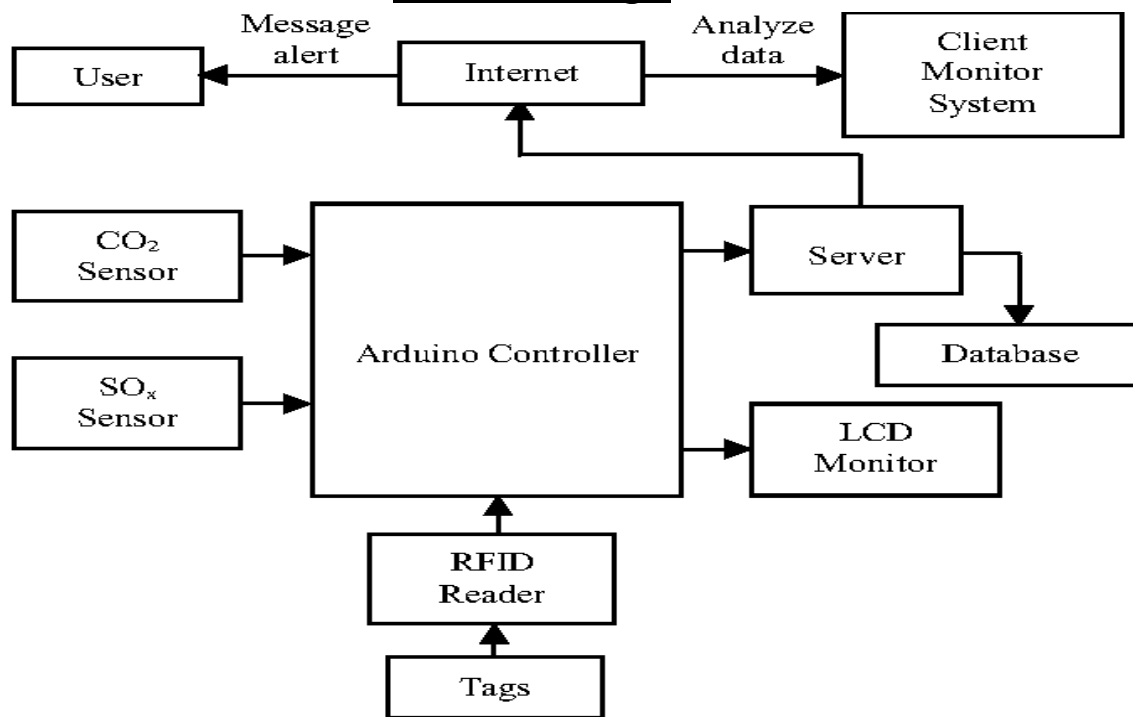 Message
alert
Analyze
data
User
Internet
Client
Monitor
System
CO₂
Sensor
Server
Arduino Controller
Database
SOₓ
Sensor
LCD
Monitor
RFID
Reader
Tags